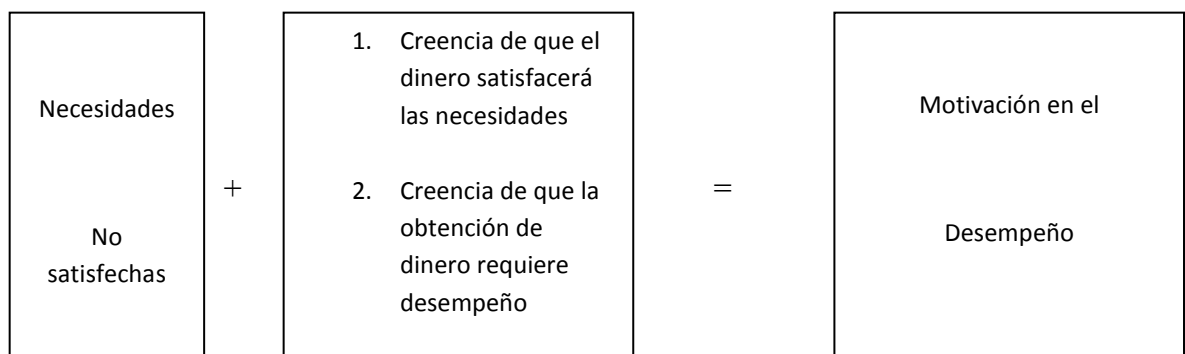 Necesidades
No
satisfechas
+
1. Creencia de que el
dinero satisfacerá
las necesidades
2. Creencia de que la
obtención de
dinero requiere
desempeño
=
Motivación en el
Desempeño